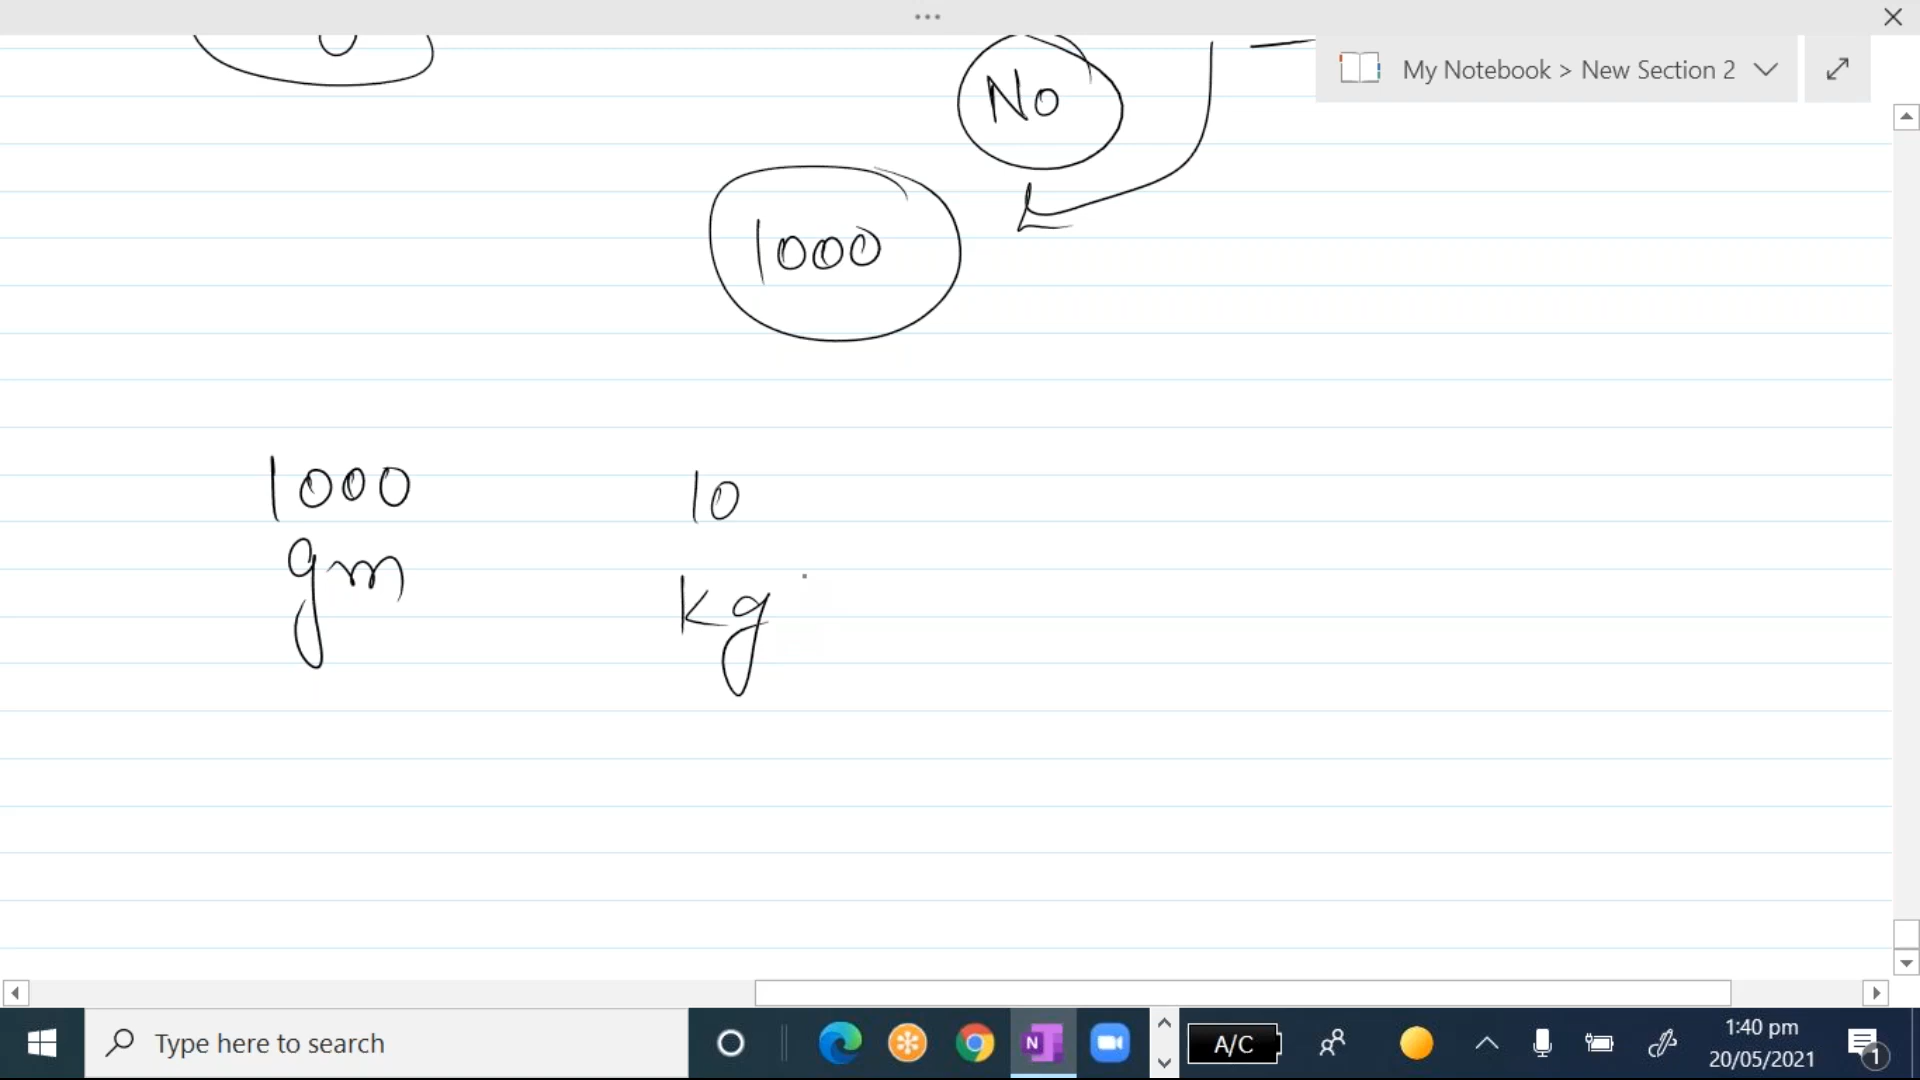 My Notebook > New Section 2
No
1000
1000 10
gm kg
Type here to search
N
A/C
1:40 pm
20/05/2021
1